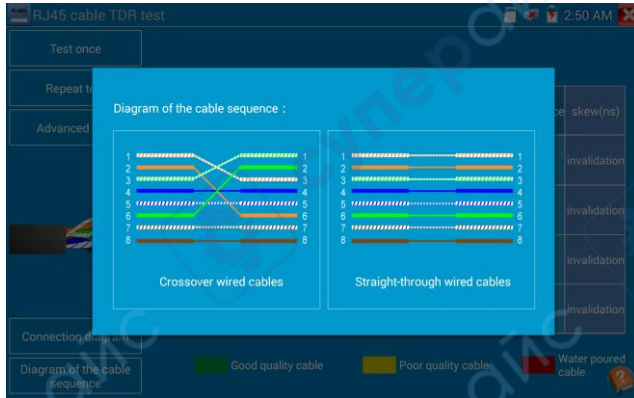 RJ45 cable TDR test
2:50 AM
Test once
Repeat te
Advanced
ce skew(ns)
invalidation
invalidation
invalidation
invalidation
Diagram of the cable sequence :
1 1
2 2
3 3
4 4
5 5
6 6
7 7
8 8
Crossover wired cables
1 1
2 2
3 3
4 4
5 5
6 6
7 7
8 8
Straight-through wired cables
Connection diagram
Diagram of the cable
sequence
Good quality cable
Poor quality cable
Water poured
cable
супер
айс
айс